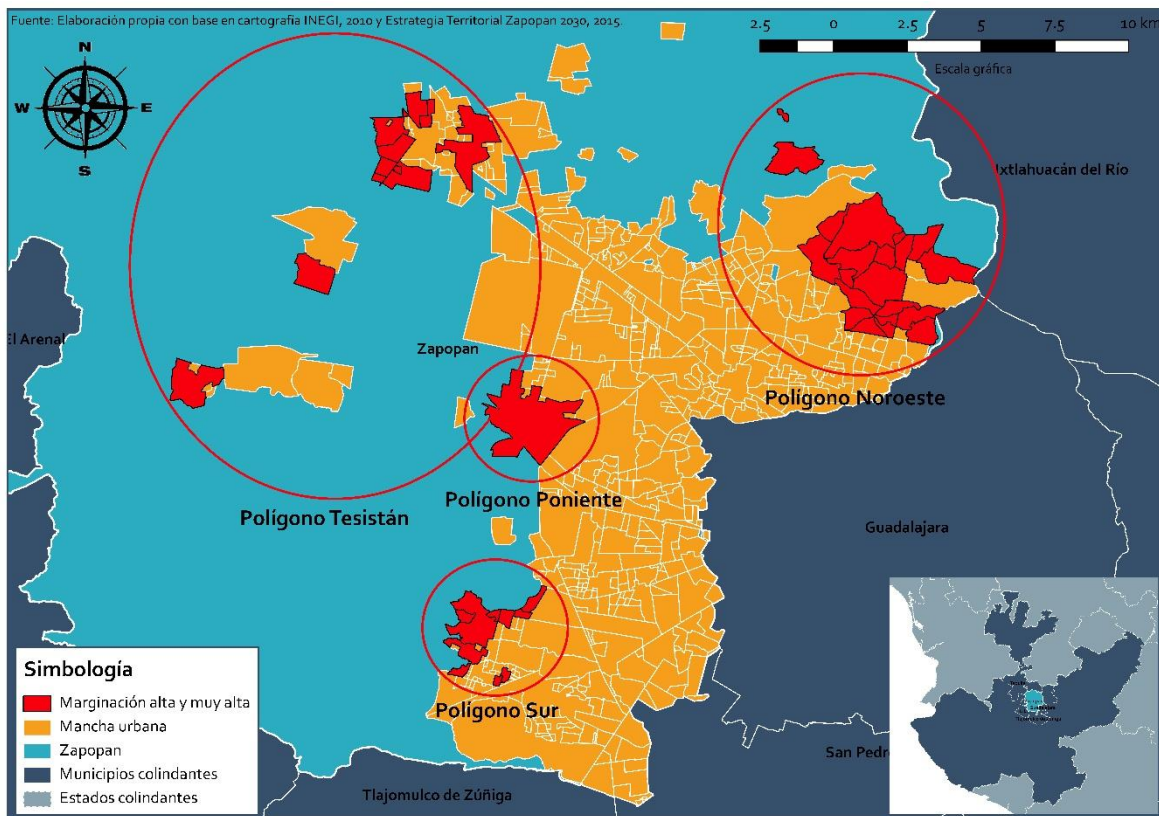 Fuente: Elaboración propia con base en cartografía INEGI, 2010 y Estrategia Territorial Zapopan 2030, 2015.
2.5 0 2.5 5 7.5 10 km
Escala gráfica
N
W E
S
Ixtlahuacán del Río
El Arenal
Zapopan
Polígono Noroeste
Polígono Poniente
Polígono Tesistán
Guadalajara
Polígono Sur
San Pedro
Tlajomulco de Zúñiga
Simbología
Marginación alta y muy alta
Mancha urbana
Zapopan
Municipios colindantes
Estados colindantes